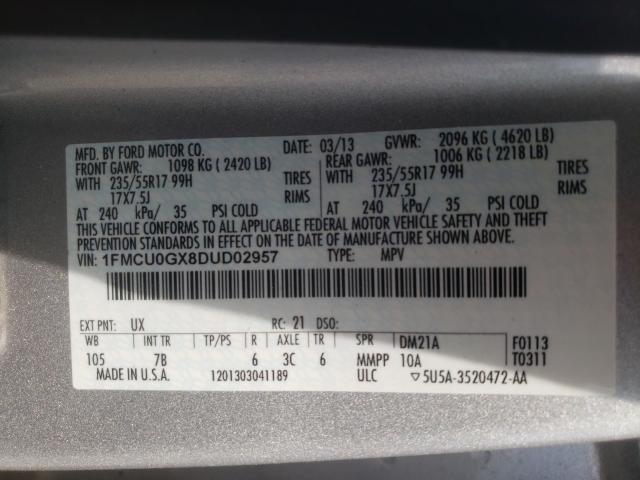 MFD. BY FORD MOTOR CO.
DATE: 03/13 GVWR: 2096 KG ( 4620 LB)
FRONT GAWR: 1098 KG ( 2420 LB) REAR GAWR: 1006 KG ( 2218 LB)
WITH 235/55R17 99H TIRES WITH 235/55R17 99H TIRES
17X7.5J RIMS 17X7.5J RIMS
AT 240 kPa/ 35 PSI COLD AT 240 kPa/ 35 PSI COLD
THIS VEHICLE CONFORMS TO ALL APPLICABLE FEDERAL MOTOR VEHICLE SAFETY AND THEFT
PREVENTION STANDARDS IN EFFECT ON THE DATE OF MANUFACTURE SHOWN ABOVE.
VIN: 1FMCU0GX8DUD02957 TYPE: MPV
EXT PNT: UX RC: 21 DSO:
WB INT TR TP/PS R AXLE TR SPR DM21A F0113
105 7B 6 3C 6 MMPP 10A T0311
MADE IN U.S.A. 1201303041189 ULC ▽5U5A-3520472-AA